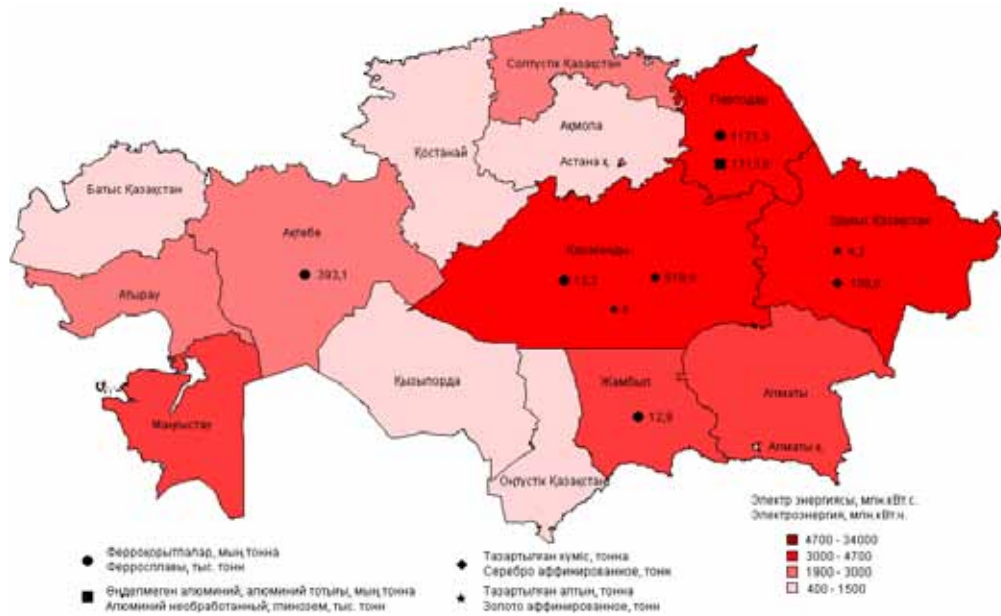 Солтүстік Қазақстан
Павлодар
Ақмола
Қостанай
Астана қ.
Батыс Қазақстан
Шығыс Қазақстан
Ақтөбе
Қарағанды
4,2
393,1
Атырау
Қызылорда
Жамбыл
Алматы
Маңғыстау
12,9
Алматы қ.
Оңтүстік Қазақстан
Электр энергиясы, млн.кВт.с.
Электроэнергия, млн.кВт.ч.
Ферроқорытпалар, мың тонна
Ферросплавы, тыс. тонн
Тазартылған күміс, тонна
Серебро аффинированное, тонн
4700 - 34000
3000 - 4700
Өңделмеген алюминий, алюминий тотығы, мың тонна
Алюминий необработанный, глинозем, тыс. тонн
Тазартылған алтын, тонна
Золото аффинированное, тонн
1900 - 3000
400 - 1500